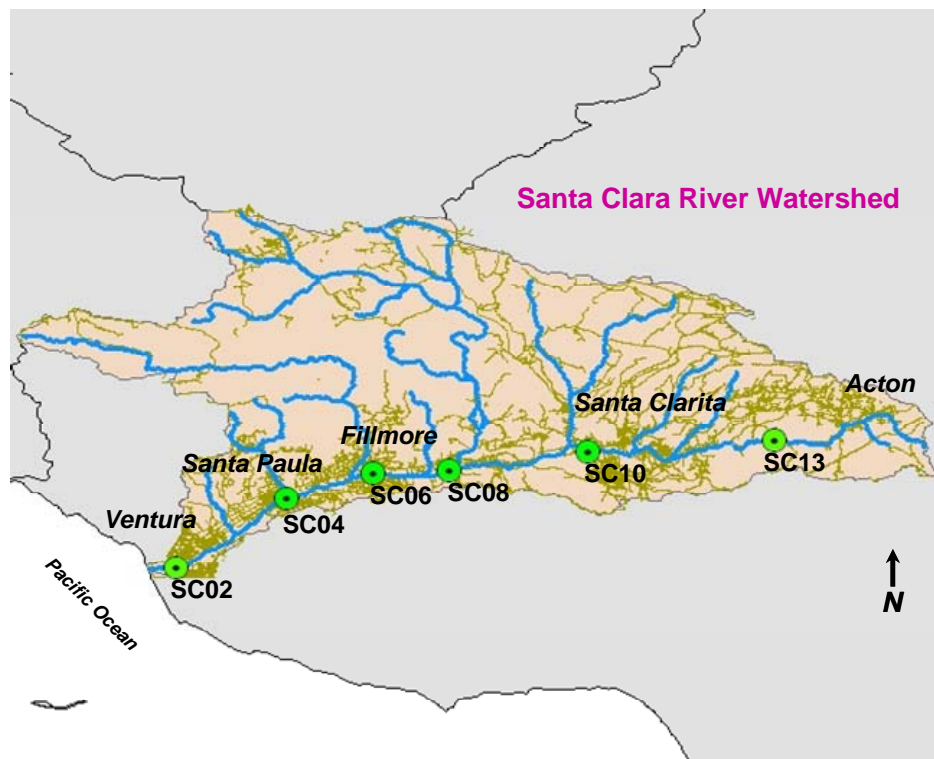 Santa Clara River Watershed
Acton
Santa Clarita
Fillmore
Santa Paula
SC13
SC10
SC08
SC06
SC04
Ventura
SC02
Pacific Ocean
N